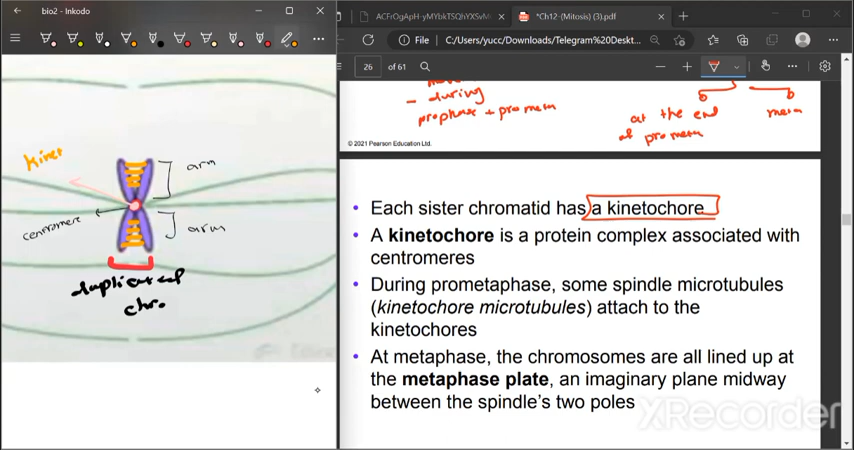 bio2 - Inkodo
ACFrOgApH-yMYbkTSQhYXSvM
*Ch12-(Mitosis) (3).pdf
File
C:/Users/yucc/Downloads/Telegram%20Deskt...
26 of 61
- during
prophase + prometa
at the end
of prometa
meta
© 2021 Pearson Education Ltd.
kinet
arm
centromere
arm
duplicated
chro.
• Each sister chromatid has a kinetochore
• A kinetochore is a protein complex associated with
centromeres
• During prometaphase, some spindle microtubules
(kinetochore microtubules) attach to the
kinetochores
• At metaphase, the chromosomes are all lined up at
the metaphase plate, an imaginary plane midway
between the spindle's two poles
XRecorder